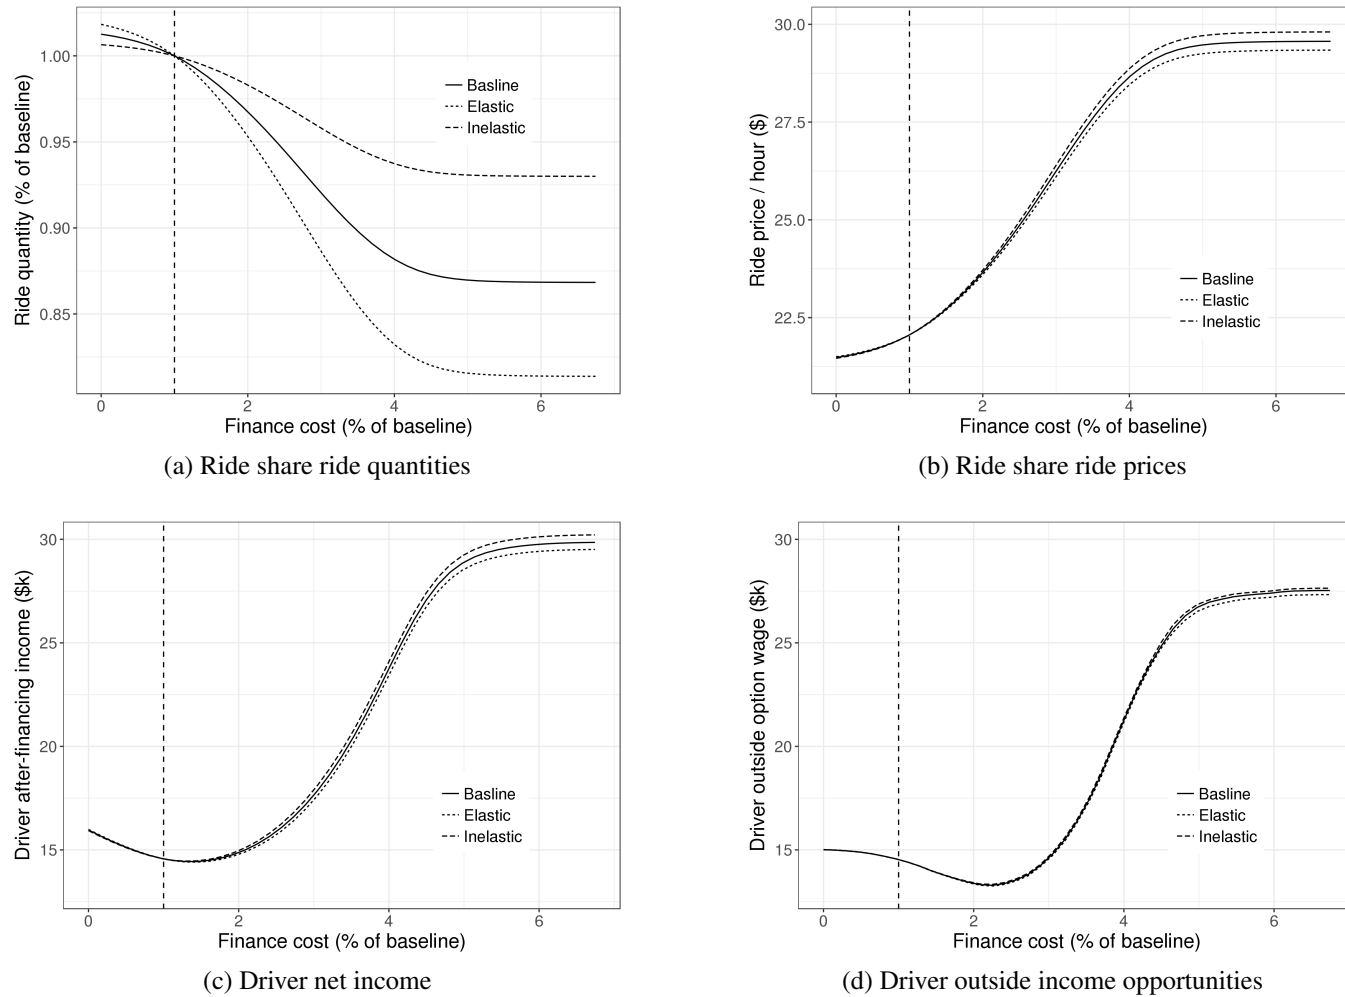 Ride quantity (% of baseline)
1.00
0.95
0.90
0.85
Basline
Elastic
Inelastic
0 2 4 6
Finance cost (% of baseline)
(a) Ride share ride quantities
Ride price / hour ($)
30.0
27.5
25.0
22.5
Basline
Elastic
Inelastic
0 2 4 6
Finance cost (% of baseline)
(b) Ride share ride prices
Driver after-financing income ($k)
30
25
20
15
Basline
Elastic
Inelastic
0 2 4 6
Finance cost (% of baseline)
(c) Driver net income
Driver outside option wage ($k)
30
25
20
15
Basline
Elastic
Inelastic
0 2 4 6
Finance cost (% of baseline)
(d) Driver outside income opportunities